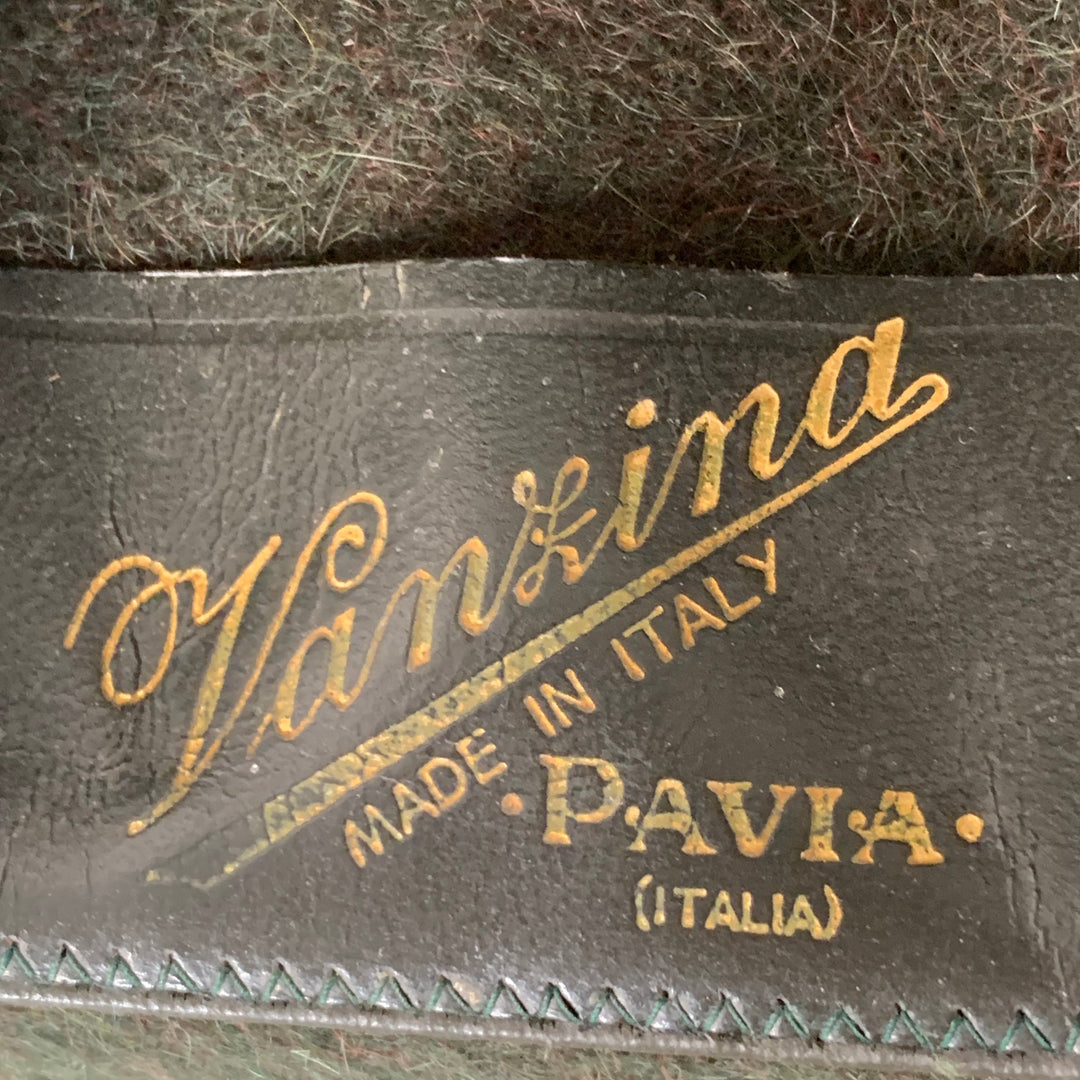 Vanzina
MADE IN ITALY
• PAVIA •
(ITALIA)